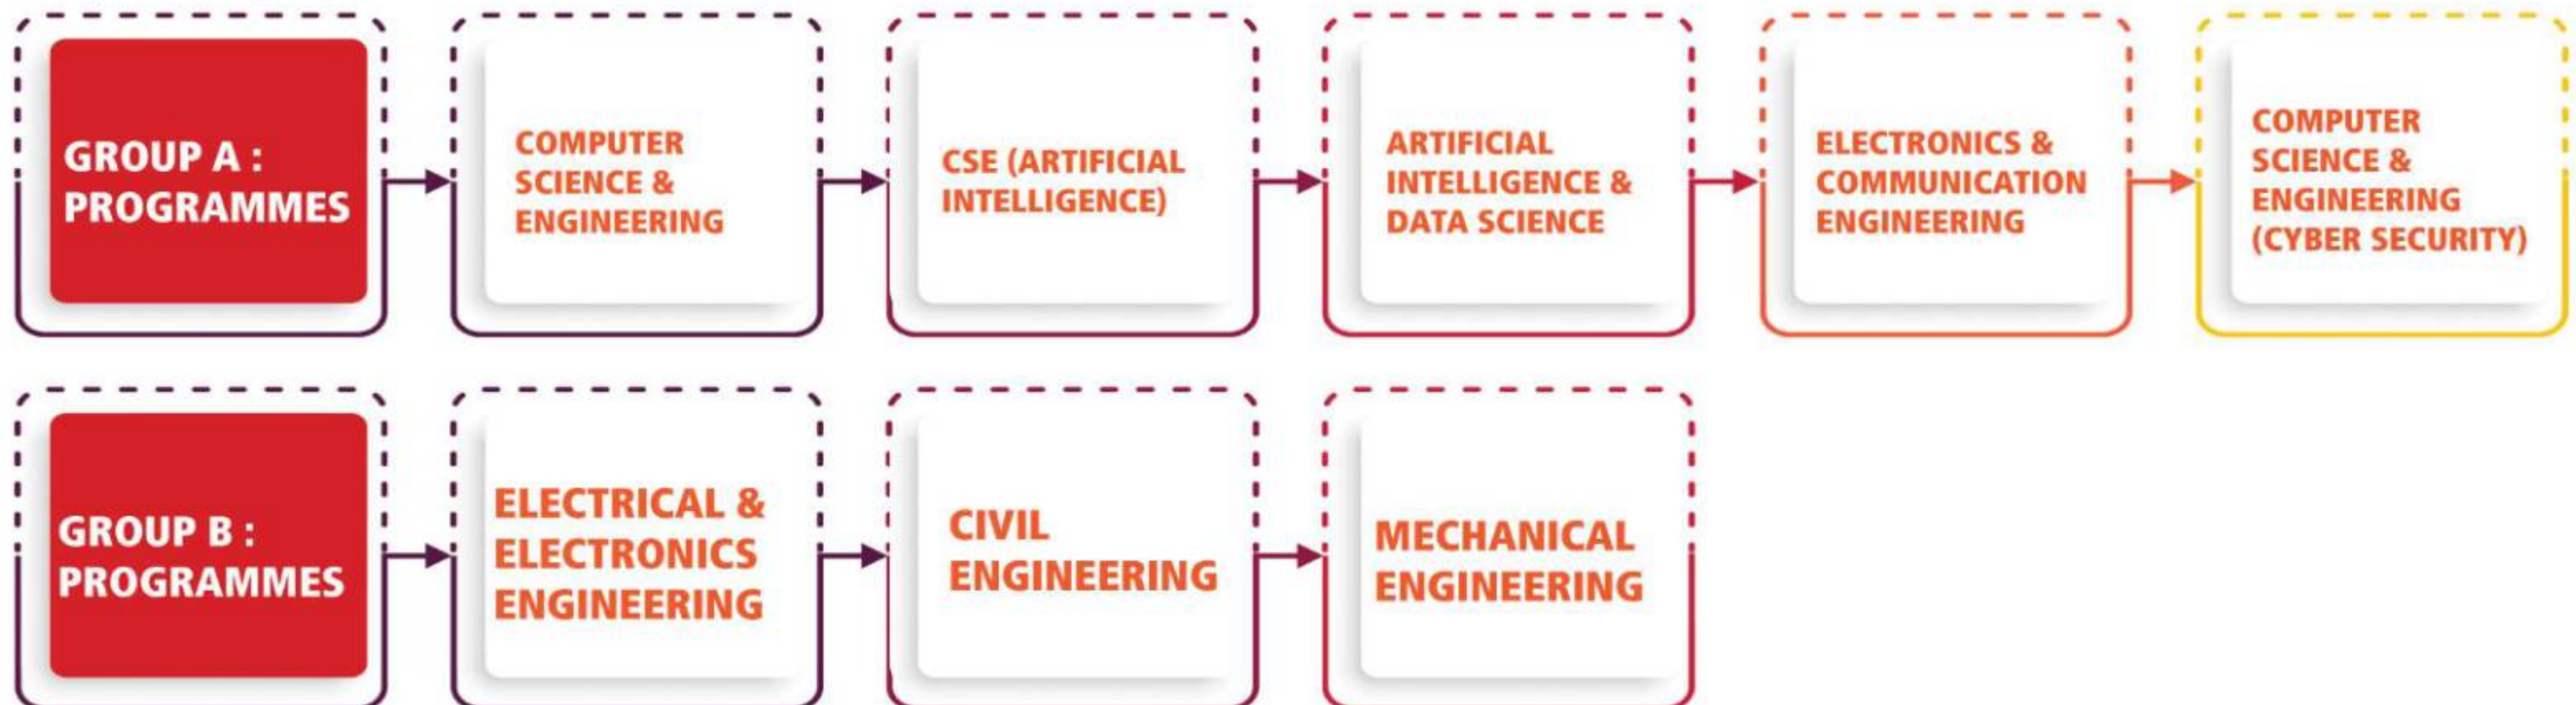 GROUP A :
PROGRAMMES
COMPUTER
SCIENCE &
ENGINEERING
CSE (ARTIFICIAL
INTELLIGENCE)
ARTIFICIAL
INTELLIGENCE &
DATA SCIENCE
ELECTRONICS &
COMMUNICATION
ENGINEERING
COMPUTER
SCIENCE &
ENGINEERING
(CYBER SECURITY)
GROUP B :
PROGRAMMES
ELECTRICAL &
ELECTRONICS
ENGINEERING
CIVIL
ENGINEERING
MECHANICAL
ENGINEERING